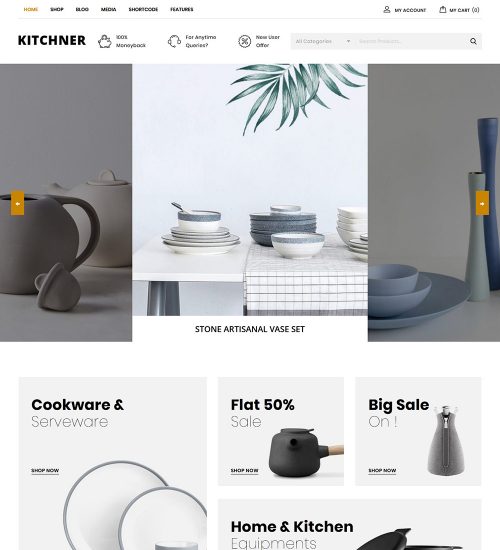 HOME SHOP BLOG MEDIA SHORTCODE FEATURES MY ACCOUNT MY CART (0)
KITCHNER
100% Moneyback
For Anytime Queries?
New User Offer
All Categories
Search Products...
STONE ARTISANAL VASE SET
Cookware &
Serveware
SHOP NOW
Flat 50%
Sale
SHOP NOW
Big Sale
On !
SHOP NOW
Home & Kitchen
Equipments